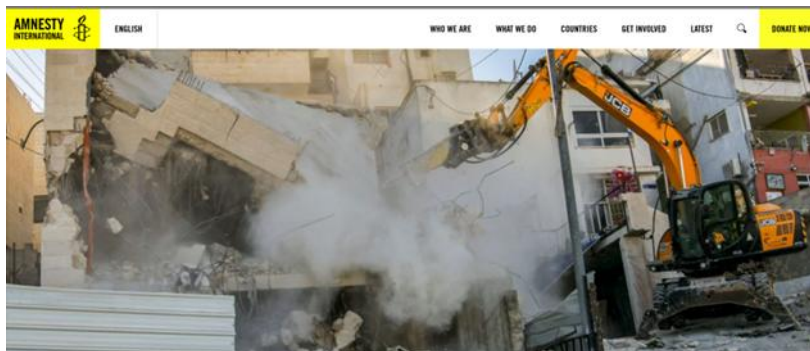 AMNESTY
INTERNATIONAL
ENGLISH
WHO WE ARE
WHAT WE DO
COUNTRIES
GET INVOLVED
LATEST
DONATE NOW
JCB